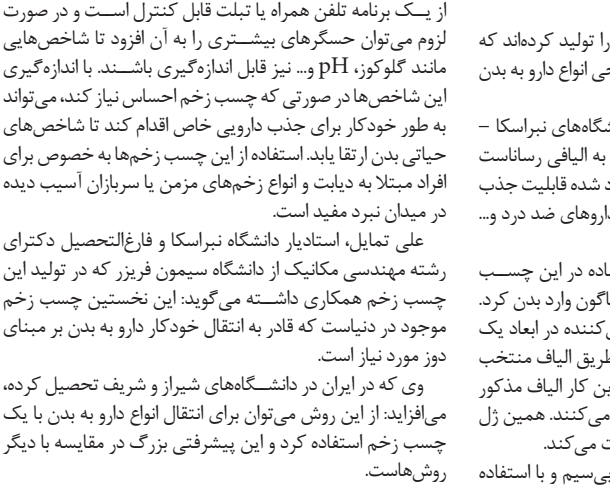 را تولید کرده‌اند که
حی انواع دارو به بدن
شگاه‌های نبراسکا –
به الیافی رساناست
د شده قابلیت جذب
داروهای ضد درد و...
اده در این چســب
اگون وارد بدن کرد.
کننده در ابعاد یک
طریق الیاف منتخب
ین کار الیاف مذکور
می‌کنند. همین ژل
ت می‌کند.
بی‌سیم و با استفاده
از یــک برنامه تلفن همراه یا تبلت قابل کنترل اســت و در صورت
لزوم می‌توان حسگرهای بیشــتری را به آن افزود تا شاخص‌هایی
مانند گلوکوز، pH و... نیز قابل اندازه‌گیری باشــند. با اندازه‌گیری
این شاخص‌ها در صورتی که چسب زخم احساس نیاز کند، می‌تواند
به طور خودکار برای جذب دارویی خاص اقدام کند تا شاخص‌های
حیاتی بدن ارتقا یابد. استفاده از این چسب زخم‌ها به خصوص برای
افراد مبتلا به دیابت و انواع زخم‌های مزمن یا سربازان آسیب دیده
در میدان نبرد مفید است.
علی تمایل، استادیار دانشگاه نبراسکا و فارغ‌التحصیل دکترای
رشته مهندسی مکانیک از دانشگاه سیمون فریزر که در تولید این
چسب زخم همکاری داشــته می‌گوید: این نخستین چسب زخم
موجود در دنیاست که قادر به انتقال خودکار دارو به بدن بر مبنای
دوز مورد نیاز است.
وی که در ایران در دانشــگاه‌های شیراز و شریف تحصیل کرده،
می‌افزاید: از این روش می‌توان برای انتقال انواع دارو به بدن با یک
چسب زخم استفاده کرد و این پیشرفتی بزرگ در مقایسه با دیگر
روش‌هاست.